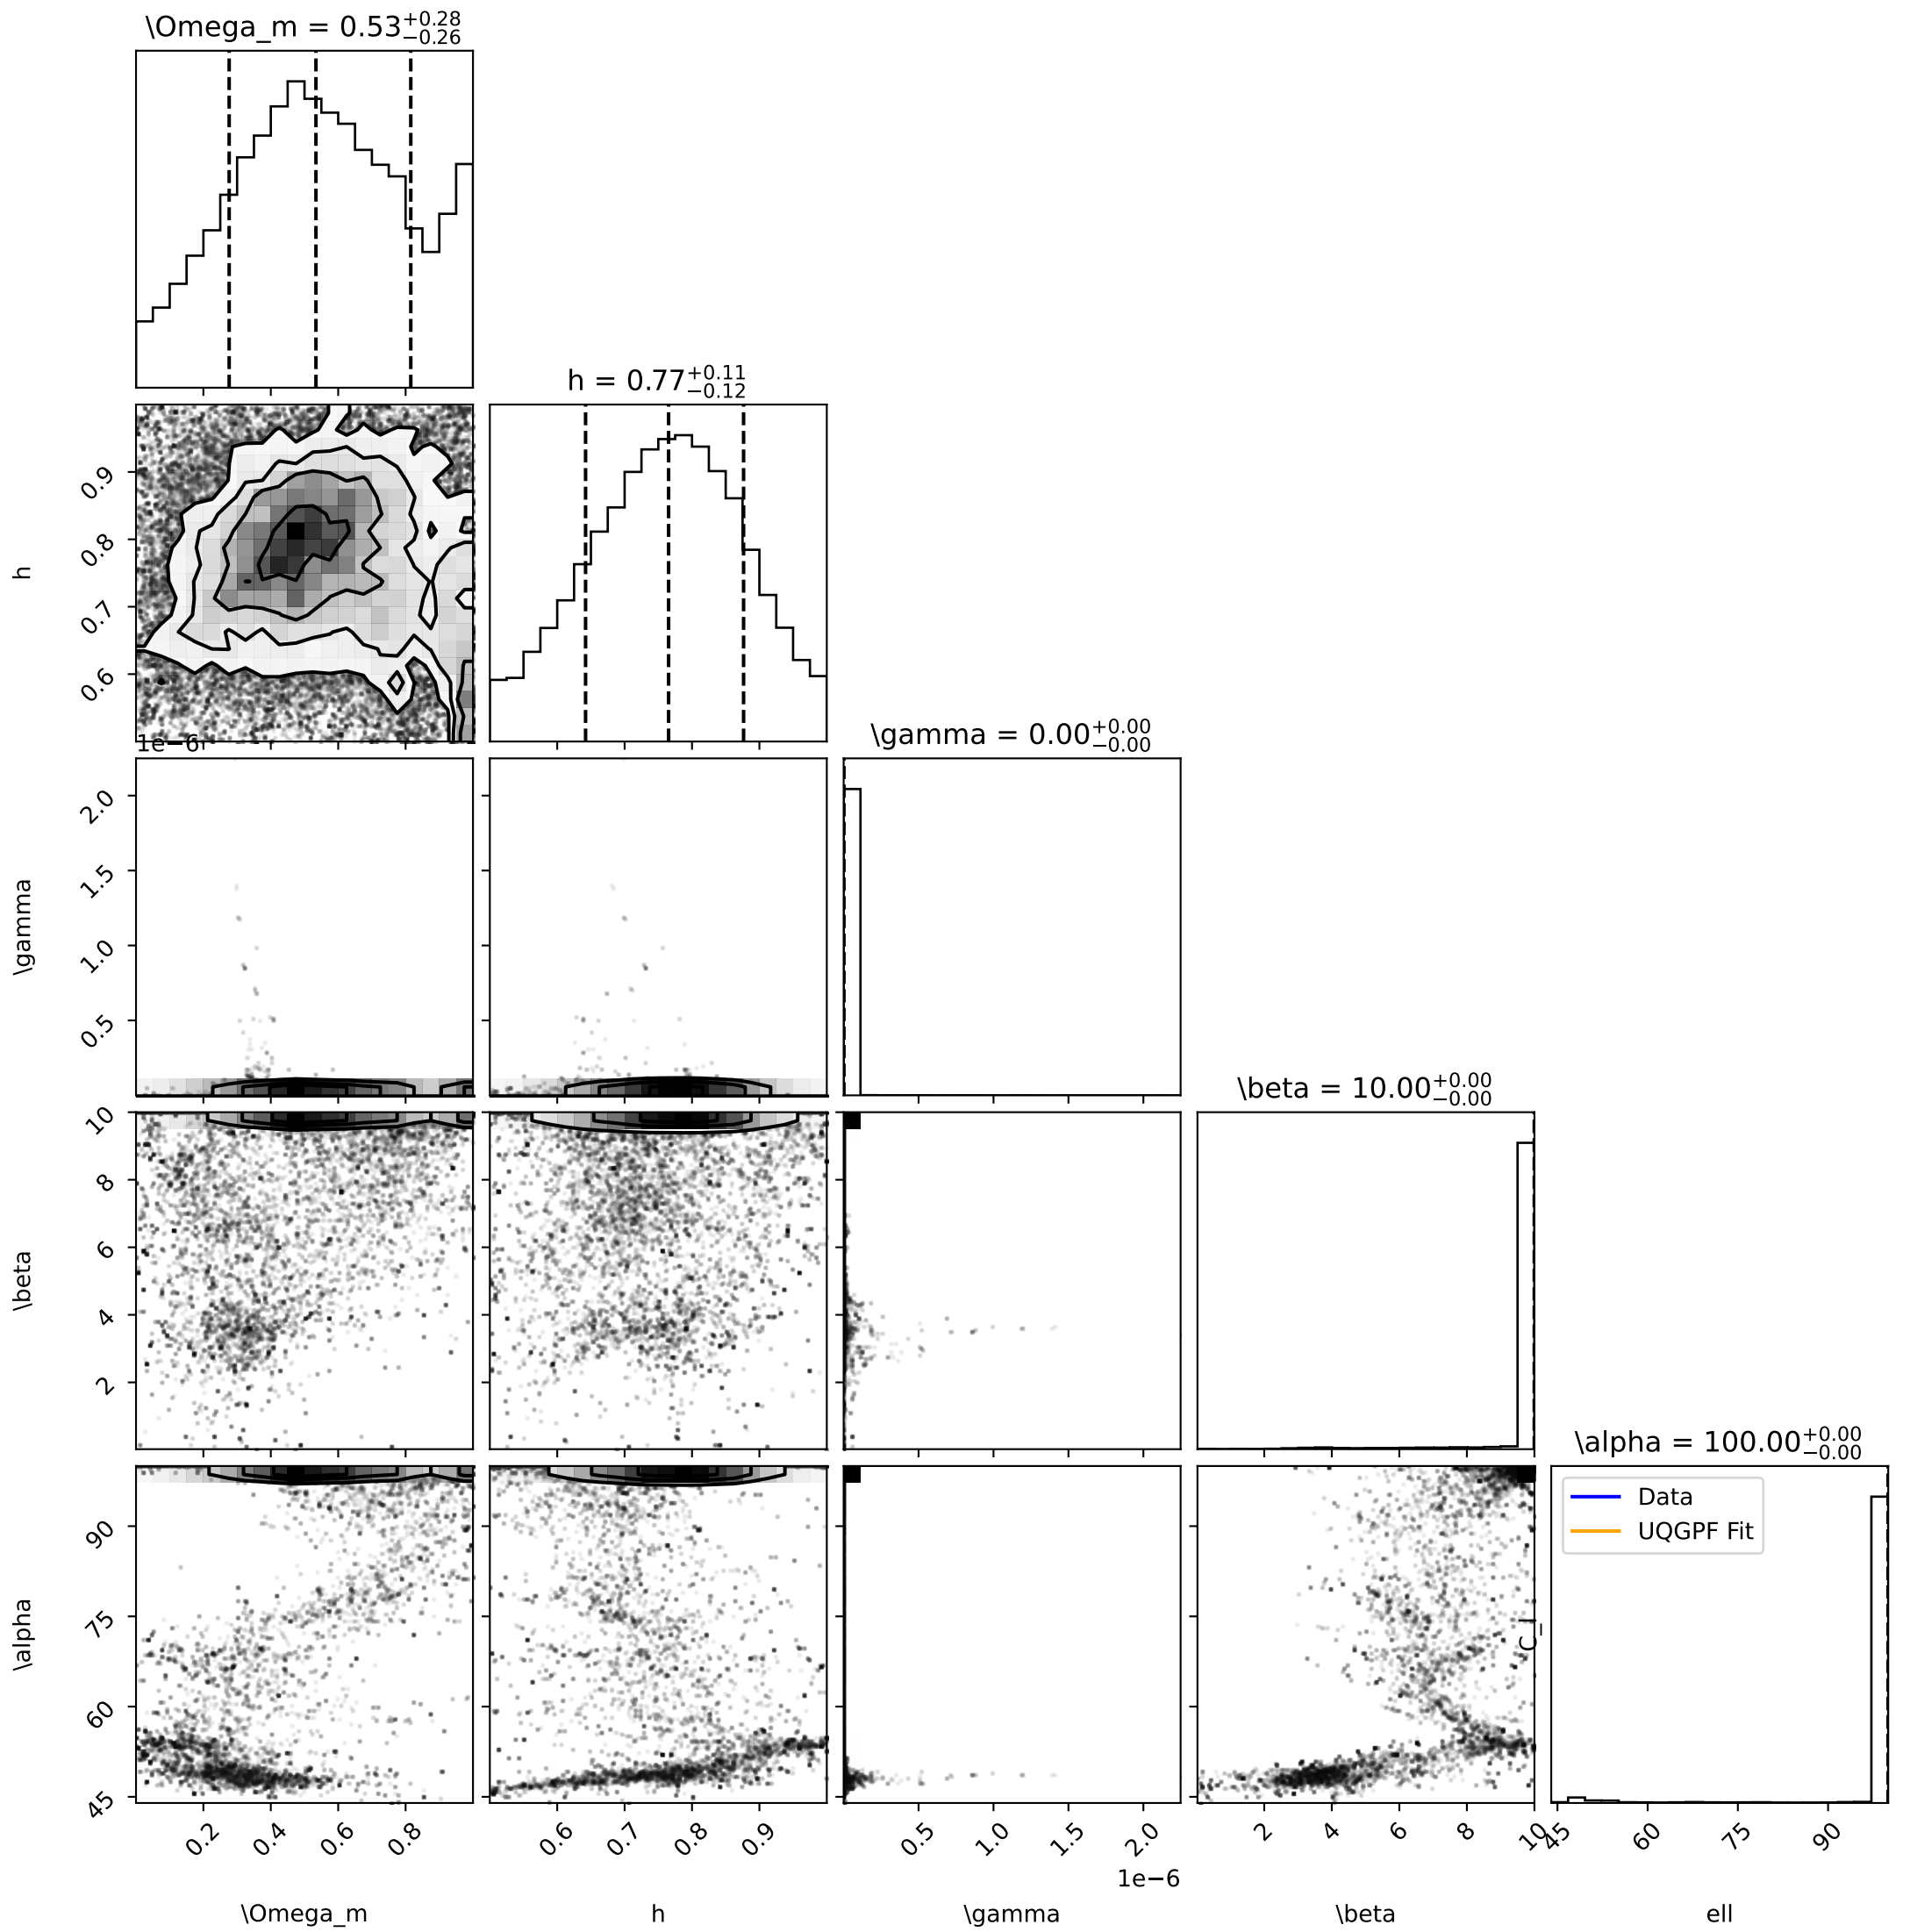 \Omega_m = 0.53 +0.28 −0.26
h = 0.77 +0.11 −0.12
h
0.9
0.8
0.7
0.6
\gamma = 0.00 +0.00 −0.00
1e−6
\gamma
2.0
1.5
1.0
0.5
\beta = 10.00 +0.00 −0.00
\beta
10
8
6
4
2
\alpha = 100.00 +0.00 −0.00
\alpha
90
75
60
45
C_l
Data
UQGPF Fit
0.2 0.4 0.6 0.8
0.6 0.7 0.8 0.9
0.5 1.0 1.5 2.0
2 4 6 8 10
45 60 75 90
1e−6
\Omega_m
h
\gamma
\beta
ell